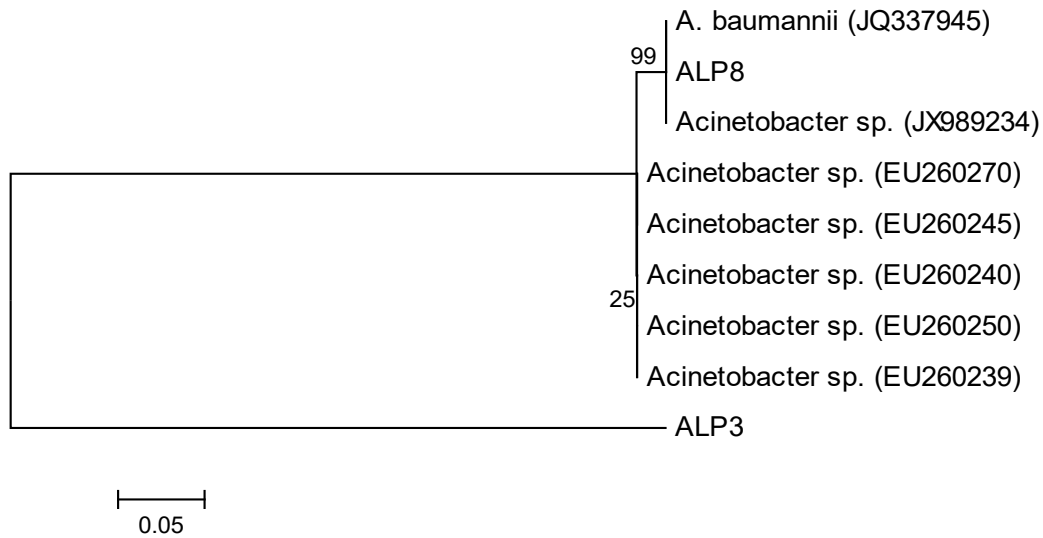 A. baumannii (JQ337945)
99
ALP8
Acinetobacter sp. (JX989234)
Acinetobacter sp. (EU260270)
Acinetobacter sp. (EU260245)
Acinetobacter sp. (EU260240)
25
Acinetobacter sp. (EU260250)
Acinetobacter sp. (EU260239)
ALP3
0.05